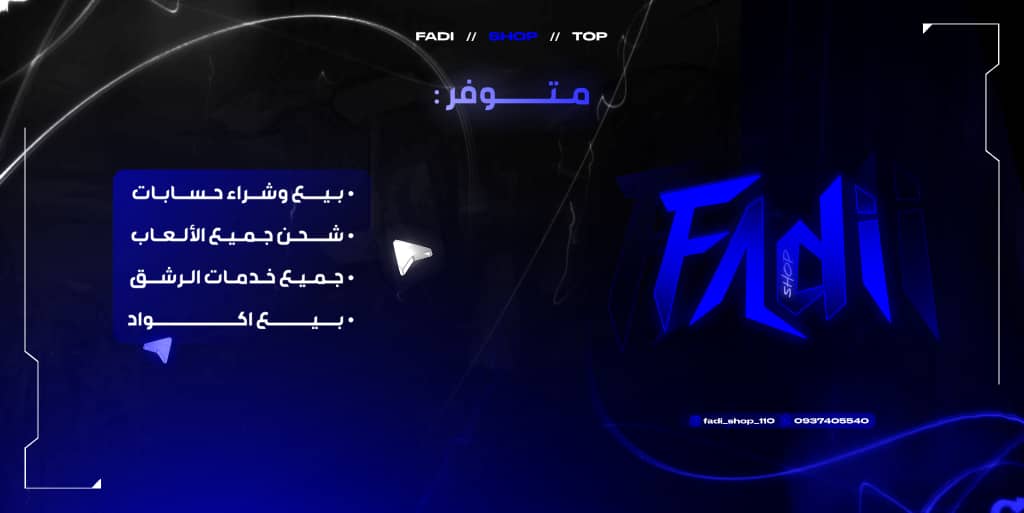 FADI // SHOP // TOP
متوفر :
• بيع وشراء حسابات
• شحن جميع الألعاب
• جميع خدمات الرشق
• بيع اكواد
FAdi
SHOP
fadi_shop_110 0937405540